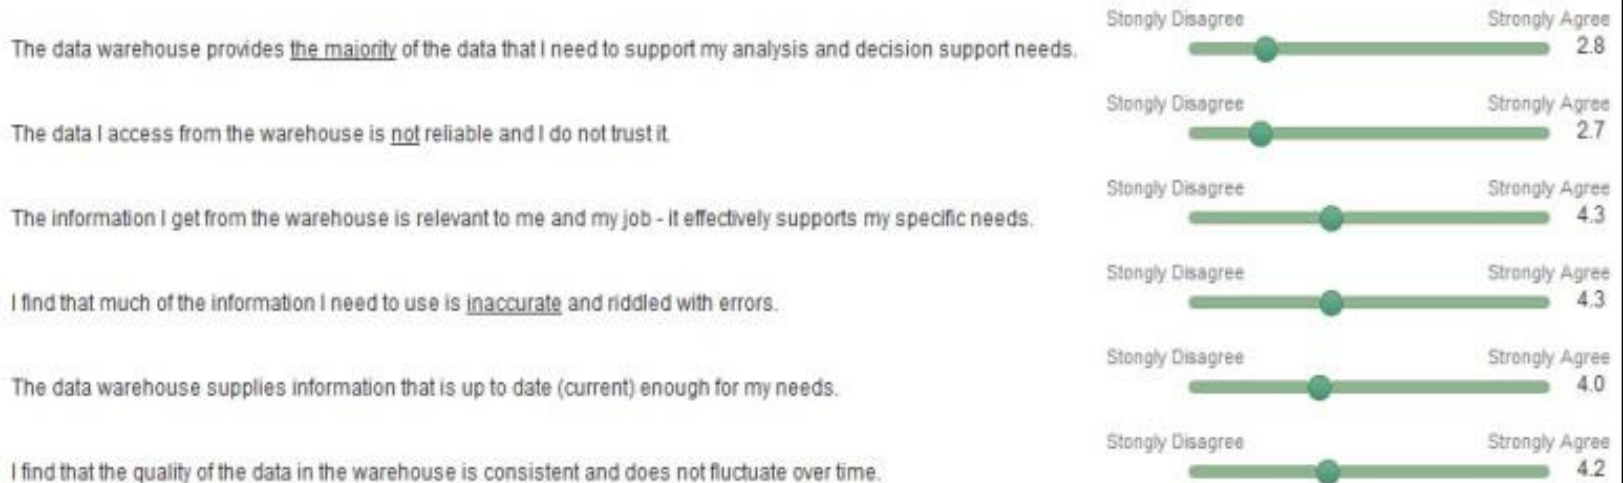 Stongly Disagree Strongly Agree
The data warehouse provides the majority of the data that I need to support my analysis and decision support needs. 2.8
Stongly Disagree Strongly Agree
The data I access from the warehouse is not reliable and I do not trust it. 2.7
Stongly Disagree Strongly Agree
The information I get from the warehouse is relevant to me and my job - it effectively supports my specific needs. 4.3
Stongly Disagree Strongly Agree
I find that much of the information I need to use is inaccurate and riddled with errors. 4.3
Stongly Disagree Strongly Agree
The data warehouse supplies information that is up to date (current) enough for my needs. 4.0
Stongly Disagree Strongly Agree
I find that the quality of the data in the warehouse is consistent and does not fluctuate over time. 4.2